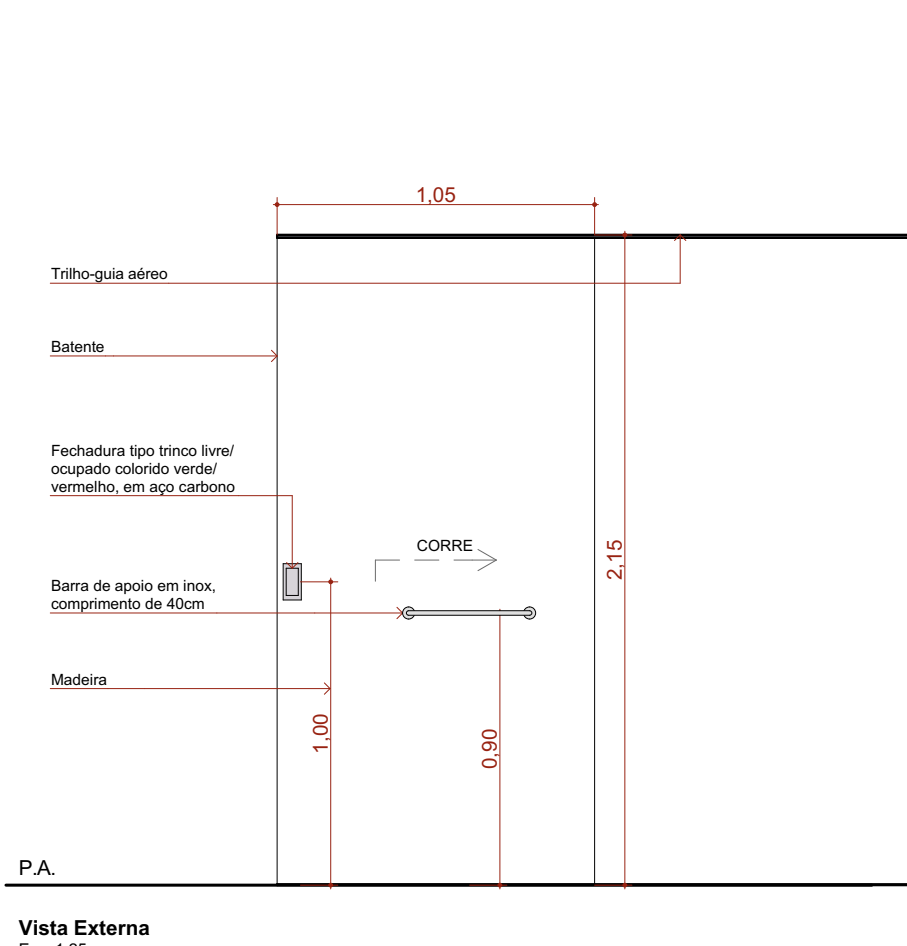 1,05
Trilho-guia aéreo
Batente
Fechadura tipo trinco livre/
ocupado colorido verde/
vermelho, em aço carbono
CORRE
2,15
Barra de apoio em inox,
comprimento de 40cm
Madeira
1,00
0,90
P.A.
Vista Externa